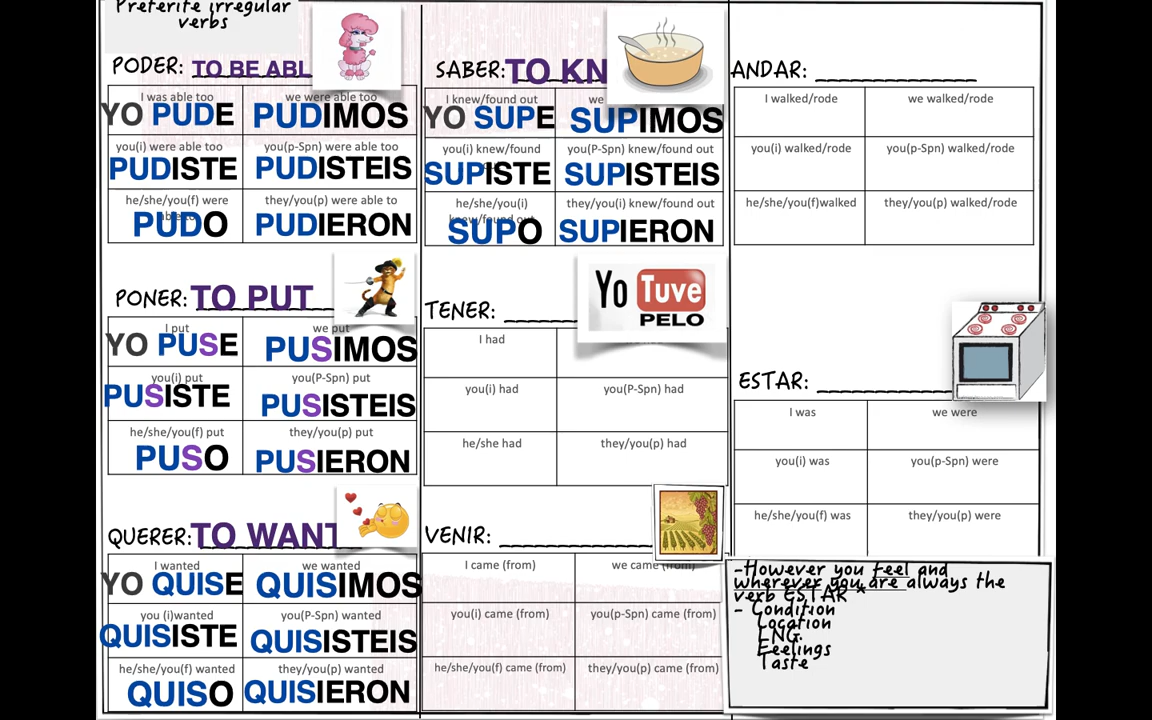 Preterite irregular
verbs
PODER: TO BE ABL
I was able too
we were able too
YO PUDE
PUDIMOS
you(i) were able too
you(p-Spn) were able too
PUDISTE
PUDISTEIS
he/she/you(f) were
they/you(p) were able to
PUDO
PUDIERON
SABER: TO KN
I knew/found out
we
YO SUPE
SUPIMOS
you(i) knew/found
you(P-Spn) knew/found out
SUPISTE
SUPISTEIS
he/she/you(i)
they/you(i) knew/found out
knew/found out
SUPO
SUPIERON
ANDAR: _______________
I walked/rode
we walked/rode
you(i) walked/rode
you(p-Spn) walked/rode
he/she/you(f)walked
they/you(p) walked/rode
PONER: TO PUT
I put
we put
YO PUSE
PUSIMOS
you(i) put
you(P-Spn) put
PUSISTE
PUSISTEIS
he/she/you(f) put
they/you(p) put
PUSO
PUSIERON
TENER:
Yo Tuve
PELO
I had
you(i) had
you(P-Spn) had
he/she had
they/you(p) had
ESTAR:
I was
we were
you(i) was
you(p-Spn) were
he/she/you(f) was
they/you(p) were
QUERER: TO WANT
I wanted
we wanted
YO QUISE
QUISIMOS
you (i)wanted
you(P-Spn) wanted
QUISISTE
QUISISTEIS
he/she/you(f) wanted
they/you(p) wanted
QUISO
QUISIERON
VENIR:
I came (from)
we came (from)
you(i) came (from)
you(p-Spn) came (from)
he/she/you(f) came (from)
they/you(p) came (from)
-However you feel and
wherever you are always the
verb ESTAR *
- Condition
Location
ENG.
Feelings
Taste